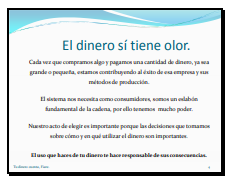 El dinero sí tiene olor.
Cada vez que compramos algo y pagamos una cantidad de dinero, ya sea
grande o pequeña, estamos contribuyendo al éxito de esa empresa y sus
métodos de producción.
El sistema nos necesita como consumidores, somos un eslabón
fundamental de la cadena, por ello tenemos mucho poder.
Nuestro acto de elegir es importante porque las decisiones que tomamos
sobre cómo y en qué utilizar el dinero son importantes.
El uso que haces de tu dinero te hace responsable de sus consecuencias.